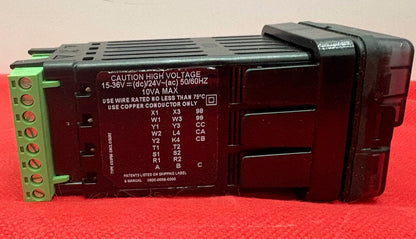 CAUTION HIGH VOLTAGE
15-36V=(dc)/24V~(ac) 50/60HZ
10VA MAX
USE WIRE RATED NO LESS THAN 75°C
USE COPPER CONDUCTOR ONLY
X1 X3 98
W1 W3 99
Y1 Y3 CC
W2 L4 CA
Y2 K4 CB
T1 T2
S1 S2
R1 R2
A B C
PATENTS LISTED ON SHIPPING LABEL